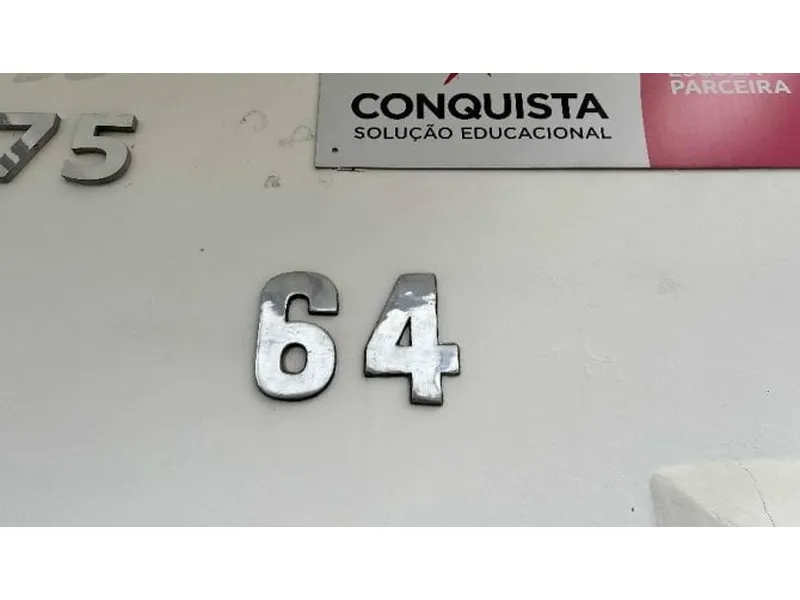 CONQUISTA
SOLUÇÃO EDUCACIONAL
PARCEIRA
75
64